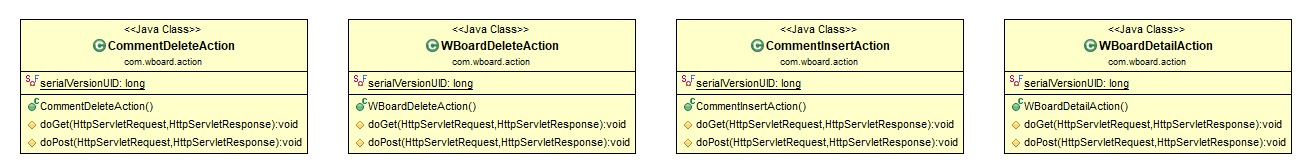 <<Java Class>>
CommentDeleteAction
com.wboard.action
serialVersionUID: long
CommentDeleteAction()
doGet(HttpServletRequest,HttpServletResponse):void
doPost(HttpServletRequest,HttpServletResponse):void
<<Java Class>>
WBoardDeleteAction
com.wboard.action
serialVersionUID: long
WBoardDeleteAction()
doGet(HttpServletRequest,HttpServletResponse):void
doPost(HttpServletRequest,HttpServletResponse):void
<<Java Class>>
CommentInsertAction
com.wboard.action
serialVersionUID: long
CommentInsertAction()
doGet(HttpServletRequest,HttpServletResponse):void
doPost(HttpServletRequest,HttpServletResponse):void
<<Java Class>>
WBoardDetailAction
com.wboard.action
serialVersionUID: long
WBoardDetailAction()
doGet(HttpServletRequest,HttpServletResponse):void
doPost(HttpServletRequest,HttpServletResponse):void